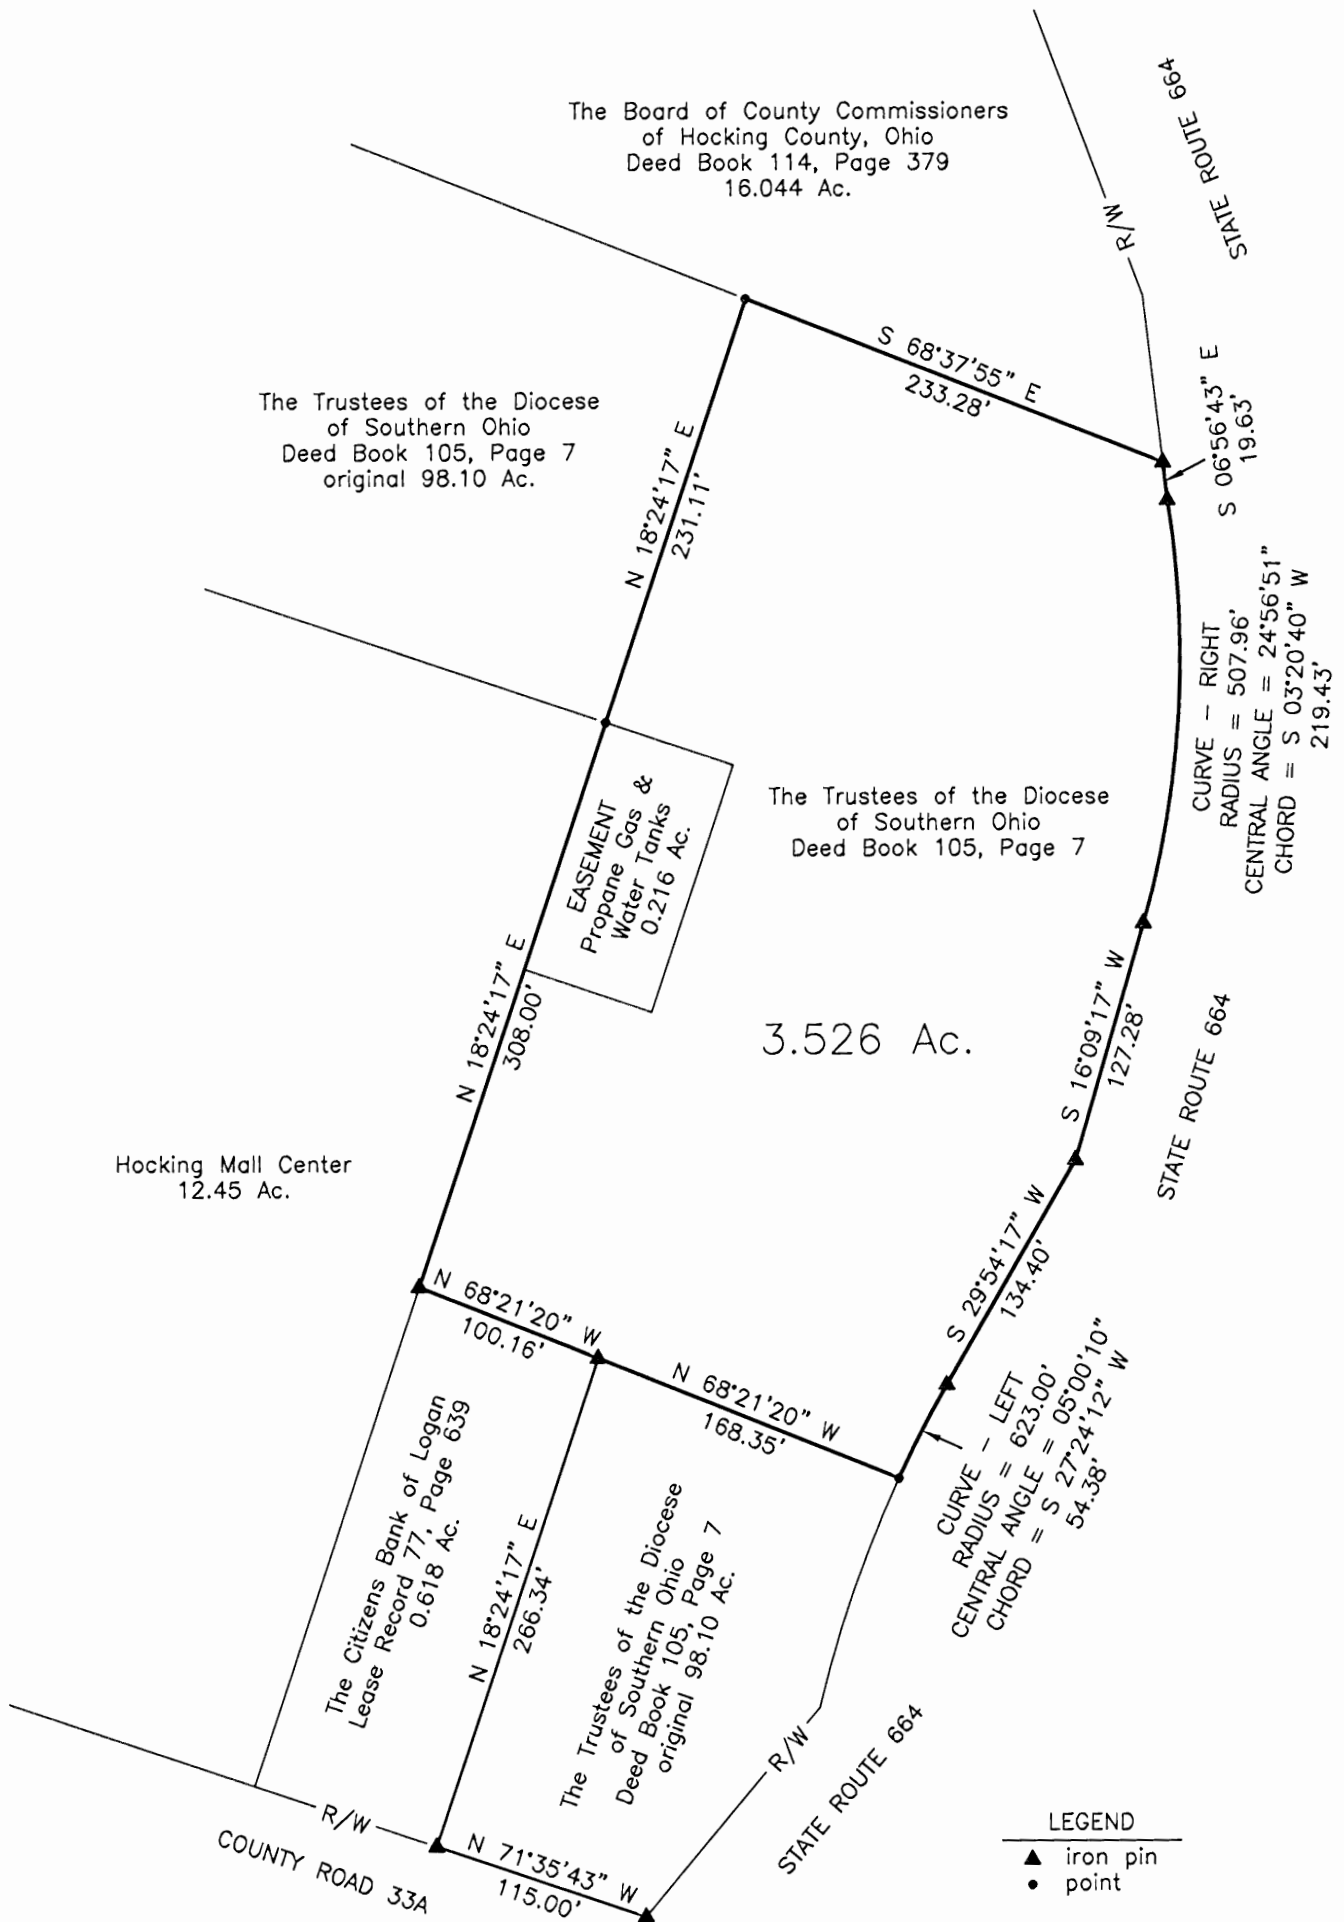 The Board of County Commissioners
of Hocking County, Ohio
Deed Book 114, Page 379
16.044 Ac.
STATE ROUTE 664
R/W
S 68°37'55" E
233.28'
S 06°56'43" E
19.63'
The Trustees of the Diocese
of Southern Ohio
Deed Book 105, Page 7
original 98.10 Ac.
N 18°24'17" E
231.11'
CURVE – RIGHT
RADIUS = 507.96'
CENTRAL ANGLE = 24°56'51"
CHORD = S 03°20'40" W
219.43'
EASEMENT
Propane Gas &
Water Tanks
0.216 Ac.
The Trustees of the Diocese
of Southern Ohio
Deed Book 105, Page 7
N 18°24'17" E
308.00'
3.526 Ac.
S 16°09'17" W
127.28'
STATE ROUTE 664
Hocking Mall Center
12.45 Ac.
S 29°54'17" W
134.40'
N 68°21'20" W
100.16'
N 68°21'20" W
168.35'
CURVE – LEFT
RADIUS = 623.00'
CENTRAL ANGLE = 05°00'10"
CHORD = S 27°24'12" W
54.38'
The Citizens Bank of Logan
Lease Record 77, Page 639
0.618 Ac.
N 18°24'17" E
266.34'
The Trustees of the Diocese
of Southern Ohio
Deed Book 105, Page 7
original 98.10 Ac.
R/W
STATE ROUTE 664
R/W
COUNTY ROAD 33A
N 71°35'43" W
115.00'
LEGEND
iron pin
point